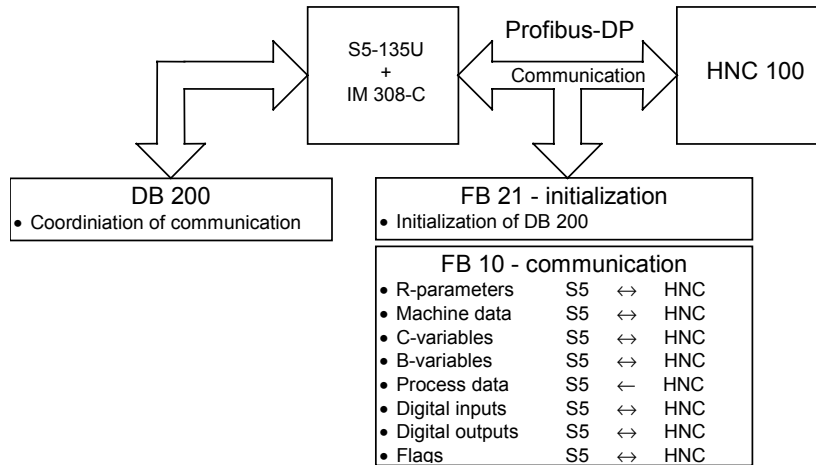 Profibus-DP
S5-135U
+
IM 308-C
Communication
HNC 100
DB 200
• Coordiniation of communication
FB 21 - initialization
• Initialization of DB 200
FB 10 - communication
• R-parameters S5 ↔ HNC
• Machine data S5 ↔ HNC
• C-variables S5 ↔ HNC
• B-variables S5 ↔ HNC
• Process data S5 ← HNC
• Digital inputs S5 ↔ HNC
• Digital outputs S5 ↔ HNC
• Flags S5 ↔ HNC